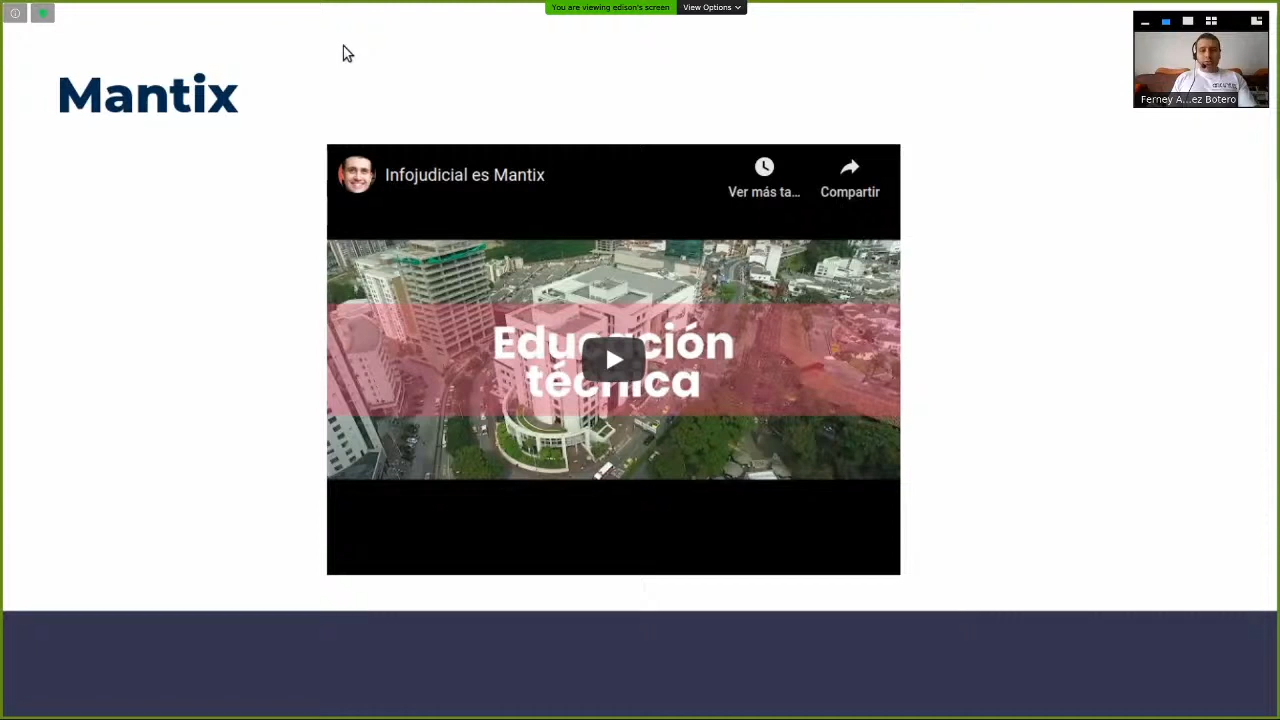 You are viewing edison's screen
View Options
Mantix
Ferney A...ez Botero
Infojudicial es Mantix
Ver más ta...
Compartir
Educación
técnica